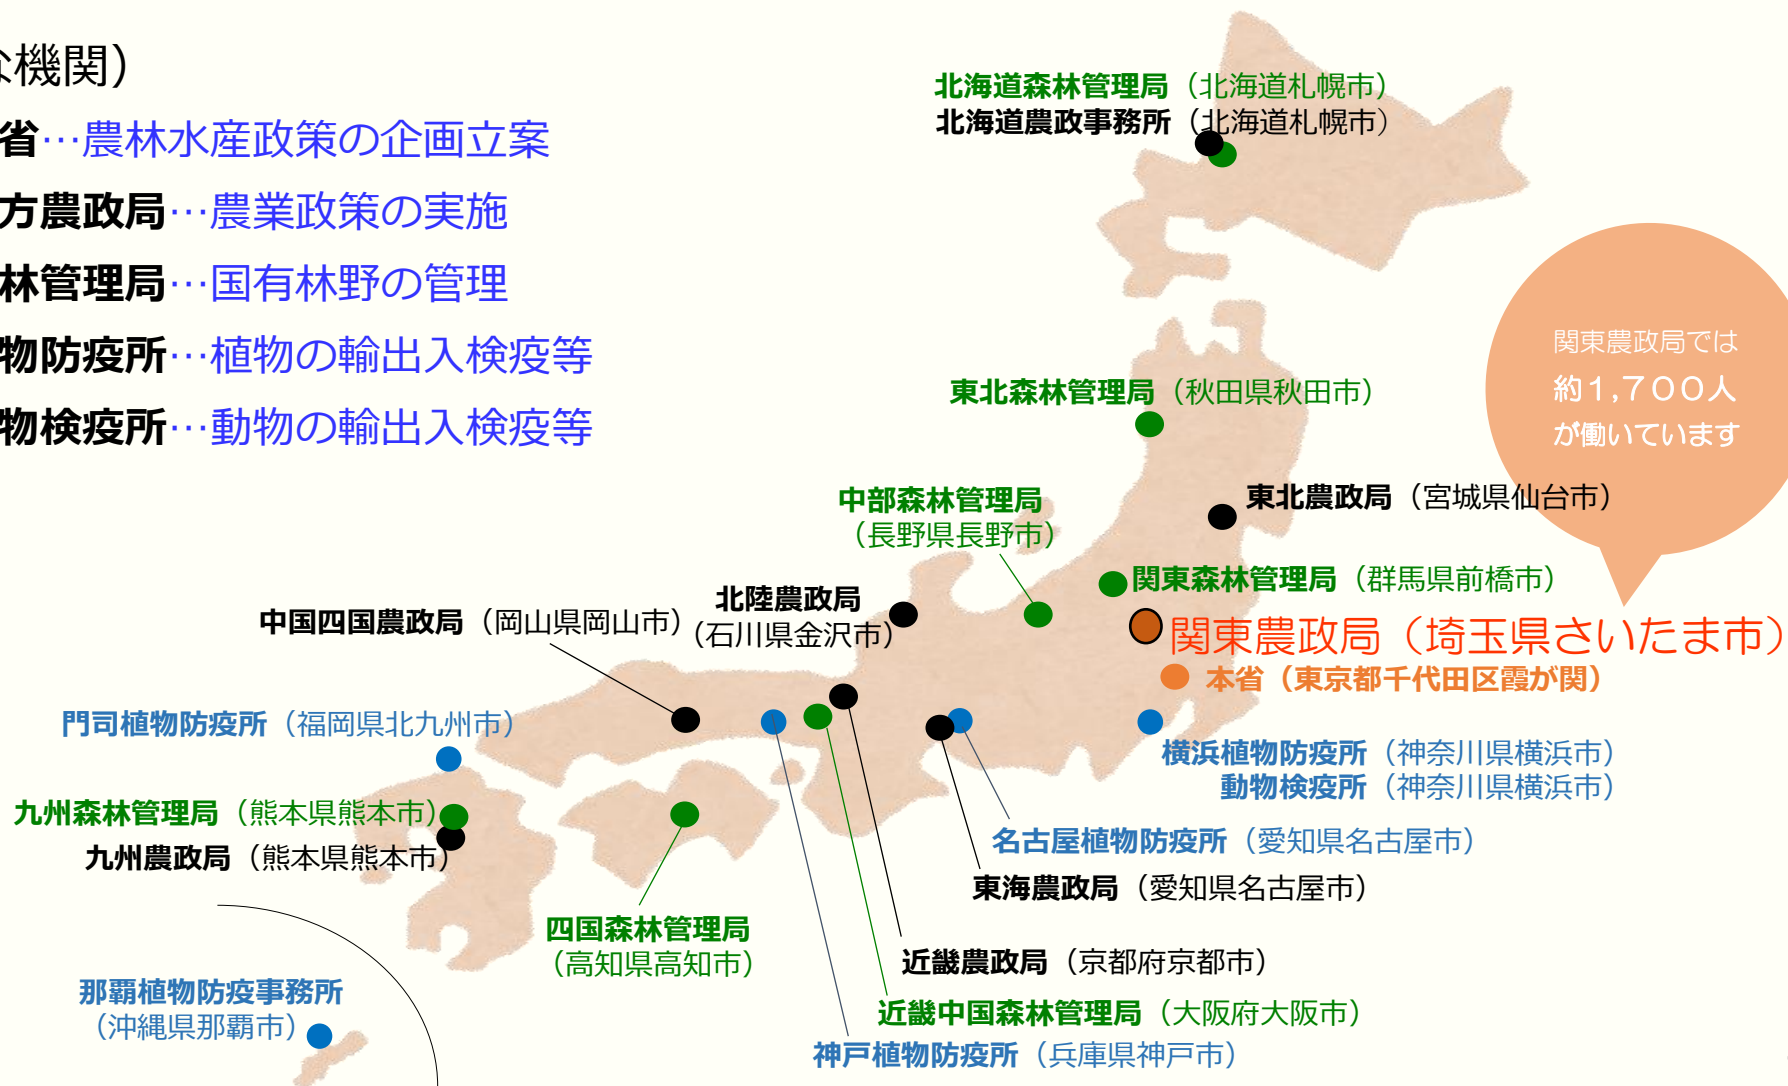 な機関）
省…農林水産政策の企画立案
方農政局…農業政策の実施
林管理局…国有林野の管理
物防疫所…植物の輸出入検疫等
物検疫所…動物の輸出入検疫等
北海道森林管理局（北海道札幌市）
北海道農政事務所（北海道札幌市）
関東農政局では
約１,７００人
が働いています
東北森林管理局（秋田県秋田市）
東北農政局（宮城県仙台市）
中部森林管理局
（長野県長野市）
関東森林管理局（群馬県前橋市）
北陸農政局
（石川県金沢市）
中国四国農政局（岡山県岡山市）
関東農政局（埼玉県さいたま市）
本省（東京都千代田区霞が関）
門司植物防疫所（福岡県北九州市）
横浜植物防疫所（神奈川県横浜市）
動物検疫所（神奈川県横浜市）
九州森林管理局（熊本県熊本市）
九州農政局（熊本県熊本市）
名古屋植物防疫所（愛知県名古屋市）
東海農政局（愛知県名古屋市）
四国森林管理局
（高知県高知市）
近畿農政局（京都府京都市）
近畿中国森林管理局（大阪府大阪市）
神戸植物防疫所（兵庫県神戸市）
那覇植物防疫事務所
（沖縄県那覇市）